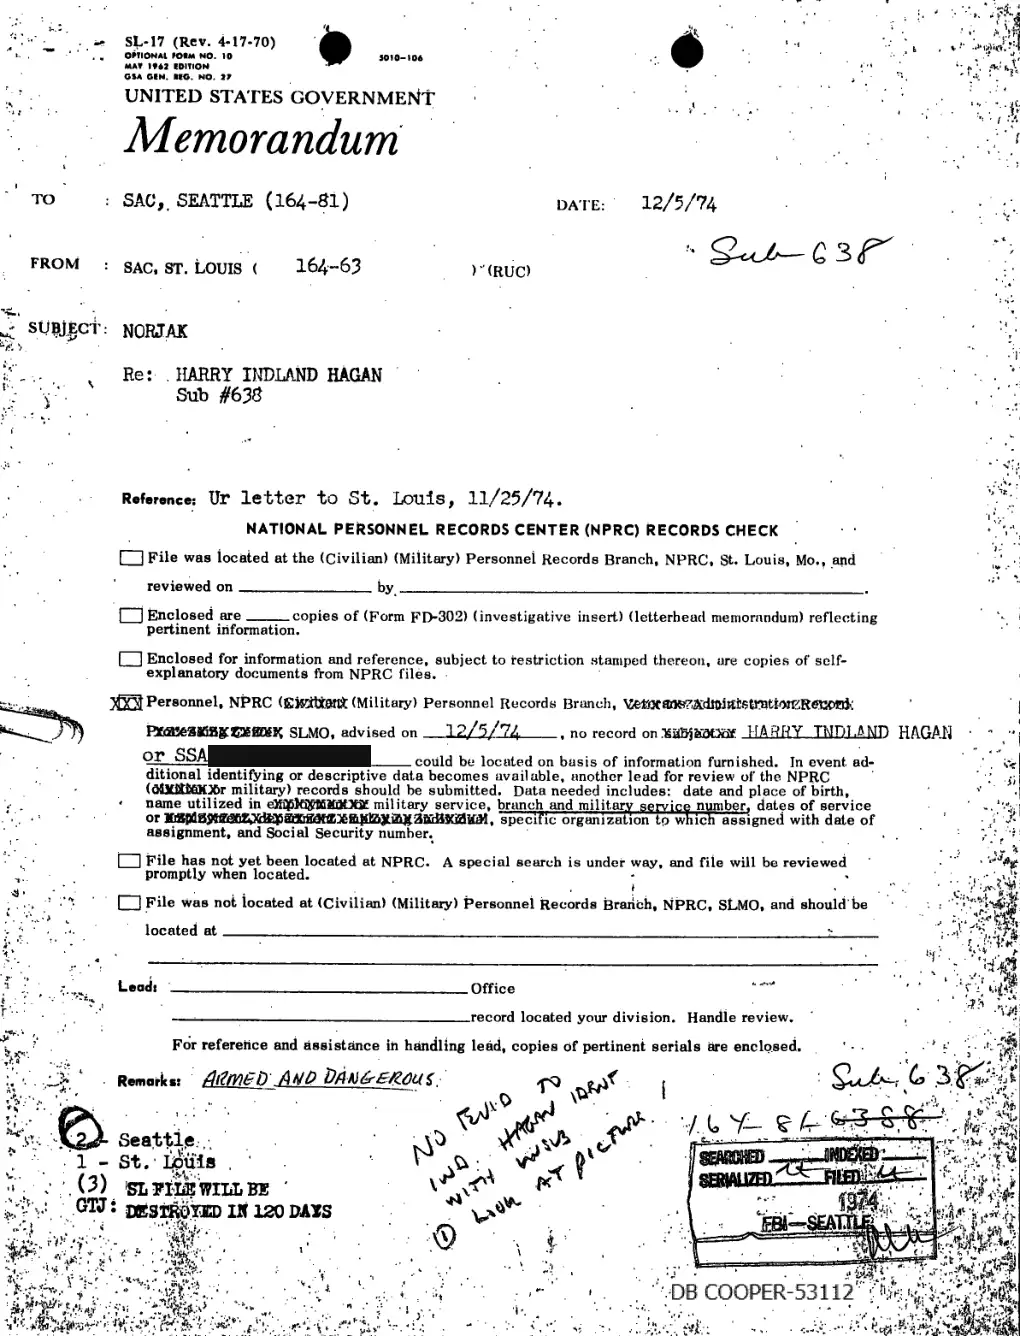 SL-17 (Rev. 4-17-70)
OPTIONAL FORM NO. 10
5010-106
MAY 1962 EDITION
GSA GEN. REG. NO. 27
UNITED STATES GOVERNMENT
Memorandum
TO : SAC, SEATTLE (164-81) DATE: 12/5/74
Sub 638
FROM : SAC, ST. LOUIS ( 164-63 ) (RUC)
SUBJECT: NORJAK
Re: HARRY INDLAND HAGAN
Sub #638
Reference: Ur letter to St. Louis, 11/25/74.
NATIONAL PERSONNEL RECORDS CENTER (NPRC) RECORDS CHECK
File was located at the (Civilian) (Military) Personnel Records Branch, NPRC, St. Louis, Mo., and
reviewed on by .
Enclosed are copies of (Form FD-302) (investigative insert) (letterhead memorandum) reflecting
pertinent information.
Enclosed for information and reference, subject to restriction stamped thereon, are copies of self-
explanatory documents from NPRC files.
XXX Personnel, NPRC (Military) Personnel Records Branch,
SLMO, advised on 12/5/74, no record on HARRY INDLAND HAGAN
or SSA could be located on basis of information furnished. In event ad-
ditional identifying or descriptive data becomes available, another lead for review of the NPRC
(or military) records should be submitted. Data needed includes: date and place of birth,
name utilized in military service, branch and military service number, dates of service
or , specific organization to which assigned with date of
assignment, and Social Security number.
File has not yet been located at NPRC. A special search is under way, and file will be reviewed
promptly when located.
File was not located at (Civilian) (Military) Personnel Records Branch, NPRC, SLMO, and should be
located at
Lead: Office
record located your division. Handle review.
For reference and assistance in handling lead, copies of pertinent serials are enclosed.
Remarks: ARMED AND DANGEROUS.
2 - Seattle
1 - St. Louis
(3) SL FILE WILL BE
GTJ: DESTROYED IN 120 DAYS
NO TO
IND. HAGAN IDENT
WITH
① LOOK AT PICTURE
Sub 638
164-81-6388
SEARCHED INDEXED
SERIALIZED FILED
1974
FBI—SEATTLE
DB COOPER-53112